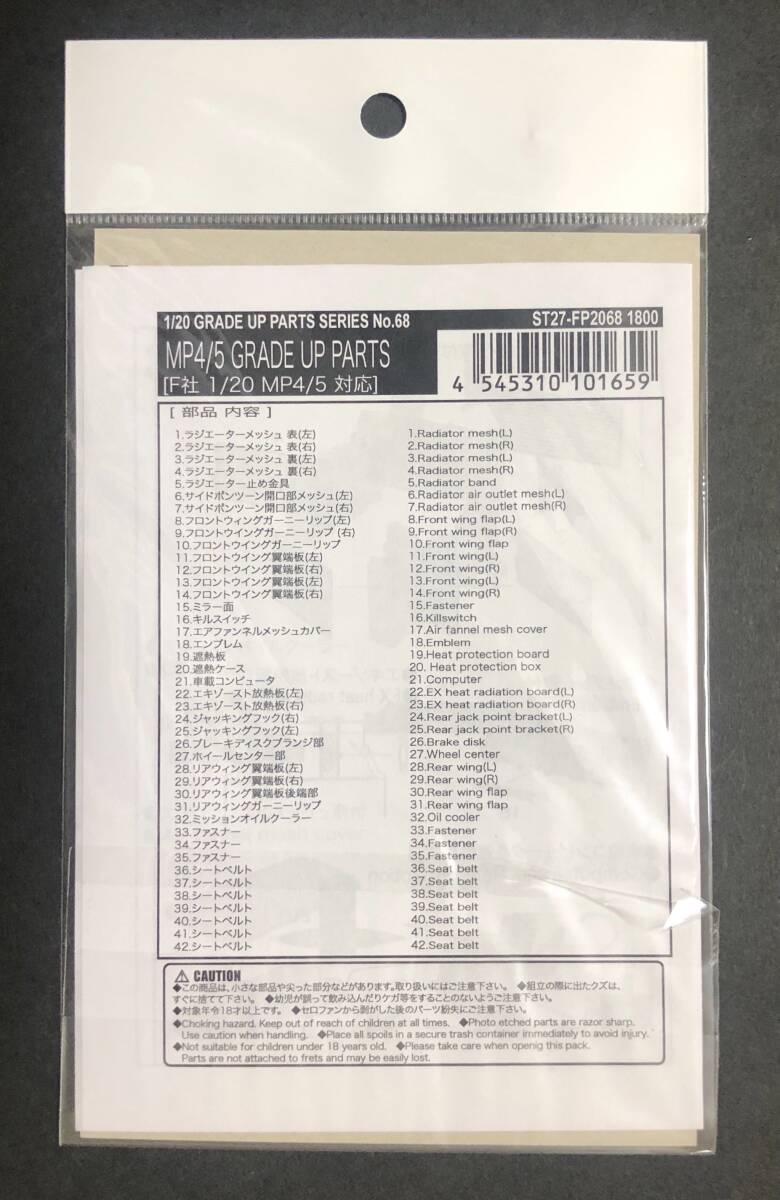 1/20 GRADE UP PARTS SERIES No.68
ST27-FP2068 1800
MP4/5 GRADE UP PARTS
[F社 1/20 MP4/5 対応]
4 545310 101659
[ 部品 内容 ]
1.ラジエーターメッシュ 表(左)
2.ラジエーターメッシュ 表(右)
3.ラジエーターメッシュ 裏(左)
4.ラジエーターメッシュ 裏(右)
5.ラジエーター止め金具
6.サイドポンツーン開口部メッシュ(左)
7.サイドポンツーン開口部メッシュ(右)
8.フロントウィングガーニーリップ(左)
9.フロントウイングガーニーリップ (右)
10.フロントウイングガーニーリップ
11.フロントウイング翼端板(左)
12.フロントウイング翼端板(右)
13.フロントウイング翼端板(左)
14.フロントウイング翼端板(右)
15.ミラー面
16.キルスイッチ
17.エアファンネルメッシュカバー
18.エンブレム
19.遮熱板
20.遮熱ケース
21.車載コンピュータ
22.エキゾースト放熱板(左)
23.エキゾースト放熱板(右)
24.ジャッキングフック(右)
25.ジャッキングフック(左)
26.ブレーキディスクブランジ部
27.ホイールセンター部
28.リアウィング翼端板(左)
29.リアウィング翼端板(右)
30.リアウィング翼端板後端部
31.リアウィングガーニーリップ
32.ミッションオイルクーラー
33.ファスナー
34.ファスナー
35.ファスナー
36.シートベルト
37.シートベルト
38.シートベルト
39.シートベルト
40.シートベルト
41.シートベルト
42.シートベルト
1.Radiator mesh(L)
2.Radiator mesh(R)
3.Radiator mesh(L)
4.Radiator mesh(R)
5.Radiator band
6.Radiator air outlet mesh(L)
7.Radiator air outlet mesh(R)
8.Front wing flap(L)
9.Front wing flap(R)
10.Front wing flap
11.Front wing(L)
12.Front wing(R)
13.Front wing(L)
14.Front wing(R)
15.Fastener
16.Killswitch
17.Air fannel mesh cover
18.Emblem
19.Heat protection board
20. Heat protection box
21.Computer
22.EX heat radiation board(L)
23.EX heat radiation board(R)
24.Rear jack point bracket(L)
25.Rear jack point bracket(R)
26.Brake disk
27.Wheel center
28.Rear wing(L)
29.Rear wing(R)
30.Rear wing flap
31.Rear wing flap
32.Oil cooler
33.Fastener
34.Fastener
35.Fastener
36.Seat belt
37.Seat belt
38.Seat belt
39.Seat belt
40.Seat belt
41.Seat belt
42.Seat belt
⚠ CAUTION
◆この商品は、小さな部品や尖った部分などがあります。取り扱いにはご注意下さい。 ◆組立の際に出たクズは、
すぐに捨てて下さい。 ◆幼児が誤って飲み込んだりケガ等をすることのないようご注意下さい。
◆対象年令18才以上です。 ◆セロファンから剥がした後のパーツ紛失にご注意下さい。
◆Choking hazard. Keep out of reach of children at all times. ◆Photo etched parts are razor sharp.
Use caution when handling. ◆Place all spoils in a secure trash container immediately to avoid injury.
◆Not suitable for children under 18 years old. ◆Please take care when openig this pack.
Parts are not attached to frets and may be easily lost.